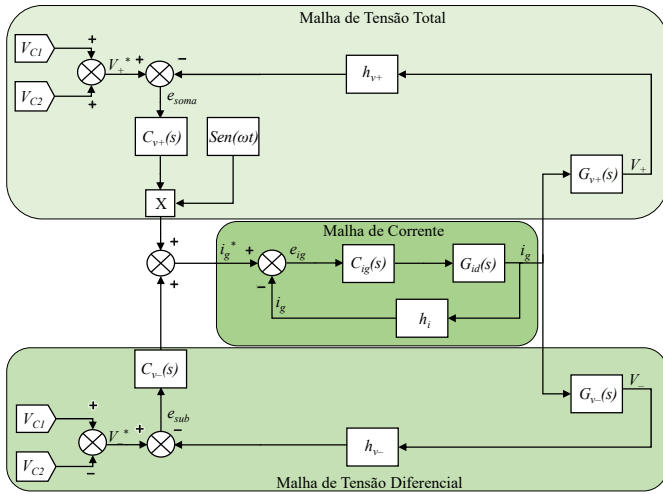 Malha de Tensão Total
V_C1
+
V_+^*
+
−
h_v+
V_C2
+
e_soma
C_v+(s)
Sen(ωt)
G_v+(s)
V_+
X
+
Malha de Corrente
i_g^*
+
e_ig
C_ig(s)
G_id(s)
i_g
+
−
i_g
h_i
C_v−(s)
G_v−(s)
V_−
V_C1
+
e_sub
V_−^*
+
−
V_C2
−
h_v−
Malha de Tensão Diferencial